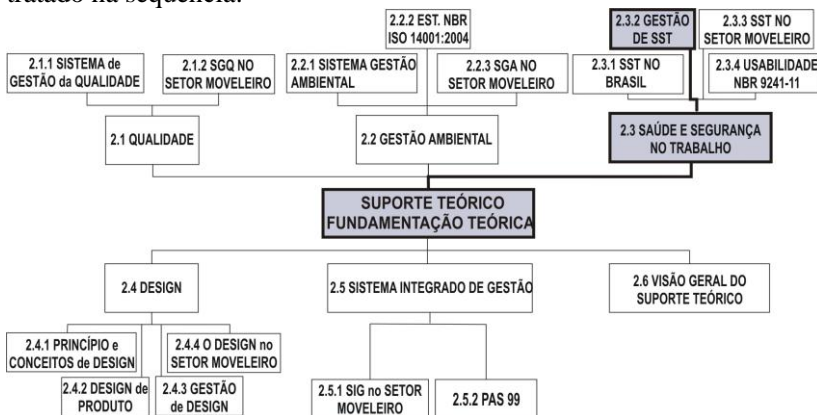 tratado na sequência.
2.2.2 EST. NBR
ISO 14001:2004
2.3.2 GESTÃO
DE SST
2.3.3 SST NO
SETOR MOVELEIRO
2.1.1 SISTEMA de
GESTÃO da QUALIDADE
2.1.2 SGQ NO
SETOR MOVELEIRO
2.2.1 SISTEMA GESTÃO
AMBIENTAL
2.2.3 SGA NO
SETOR MOVELEIRO
2.3.1 SST NO
BRASIL
2.3.4 USABILIDADE
NBR 9241-11
2.1 QUALIDADE
2.2 GESTÃO AMBIENTAL
2.3 SAÚDE E SEGURANÇA
NO TRABALHO
SUPORTE TEÓRICO
FUNDAMENTAÇÃO TEÓRICA
2.4 DESIGN
2.5 SISTEMA INTEGRADO DE GESTÃO
2.6 VISÃO GERAL DO
SUPORTE TEÓRICO
2.4.1 PRINCÍPIO e
CONCEITOS de DESIGN
2.4.4 O DESIGN no
SETOR MOVELEIRO
2.4.2 DESIGN de
PRODUTO
2.4.3 GESTÃO
de DESIGN
2.5.1 SIG no SETOR
MOVELEIRO
2.5.2 PAS 99